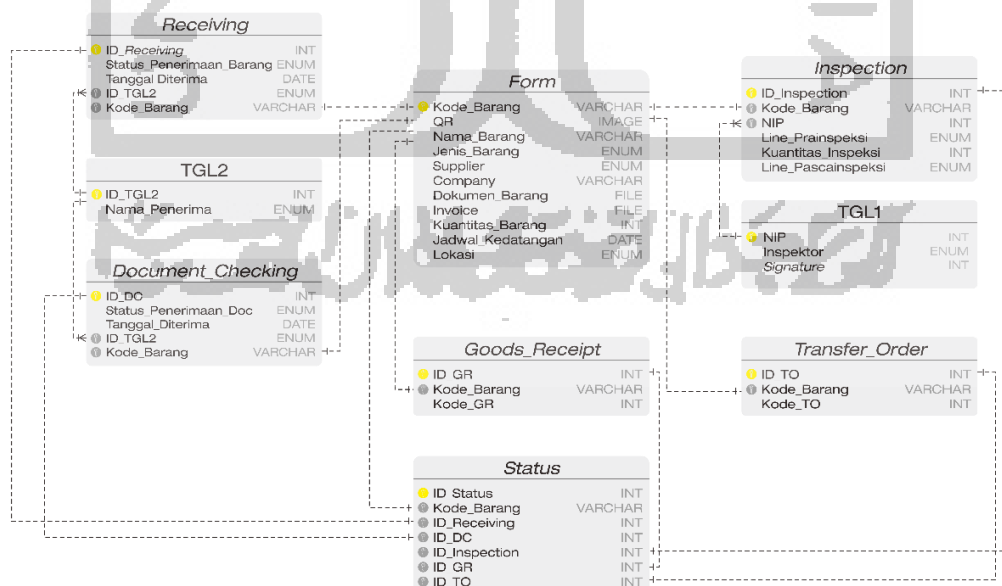 Receiving
ID_Receiving INT
Status_Penerimaan_Barang ENUM
Tanggal Diterima DATE
ID_TGL2 ENUM
Kode_Barang VARCHAR
TGL2
ID_TGL2 INT
Nama_Penerima ENUM
Document_Checking
ID_DC INT
Status_Penerimaan_Doc ENUM
Tanggal_Diterima DATE
ID_TGL2 ENUM
Kode_Barang VARCHAR
Form
Kode_Barang VARCHAR
QR IMAGE
Nama_Barang VARCHAR
Jenis_Barang ENUM
Supplier ENUM
Company VARCHAR
Dokumen_Barang FILE
Invoice FILE
Kuantitas_Barang INT
Jadwal_Kedatangan DATE
Lokasi ENUM
Goods_Receipt
ID GR INT
Kode_Barang VARCHAR
Kode_GR INT
Status
ID Status INT
Kode_Barang VARCHAR
ID_Receiving INT
ID_DC INT
ID_Inspection INT
ID GR INT
ID TO INT
Inspection
ID_Inspection INT
Kode_Barang VARCHAR
NIP INT
Line_Prainspeksi ENUM
Kuantitas_Inspeksi INT
Line_Pascainspeksi ENUM
TGL1
NIP INT
Inspektor ENUM
Signature INT
Transfer_Order
ID TO INT
Kode_Barang VARCHAR
Kode_TO INT